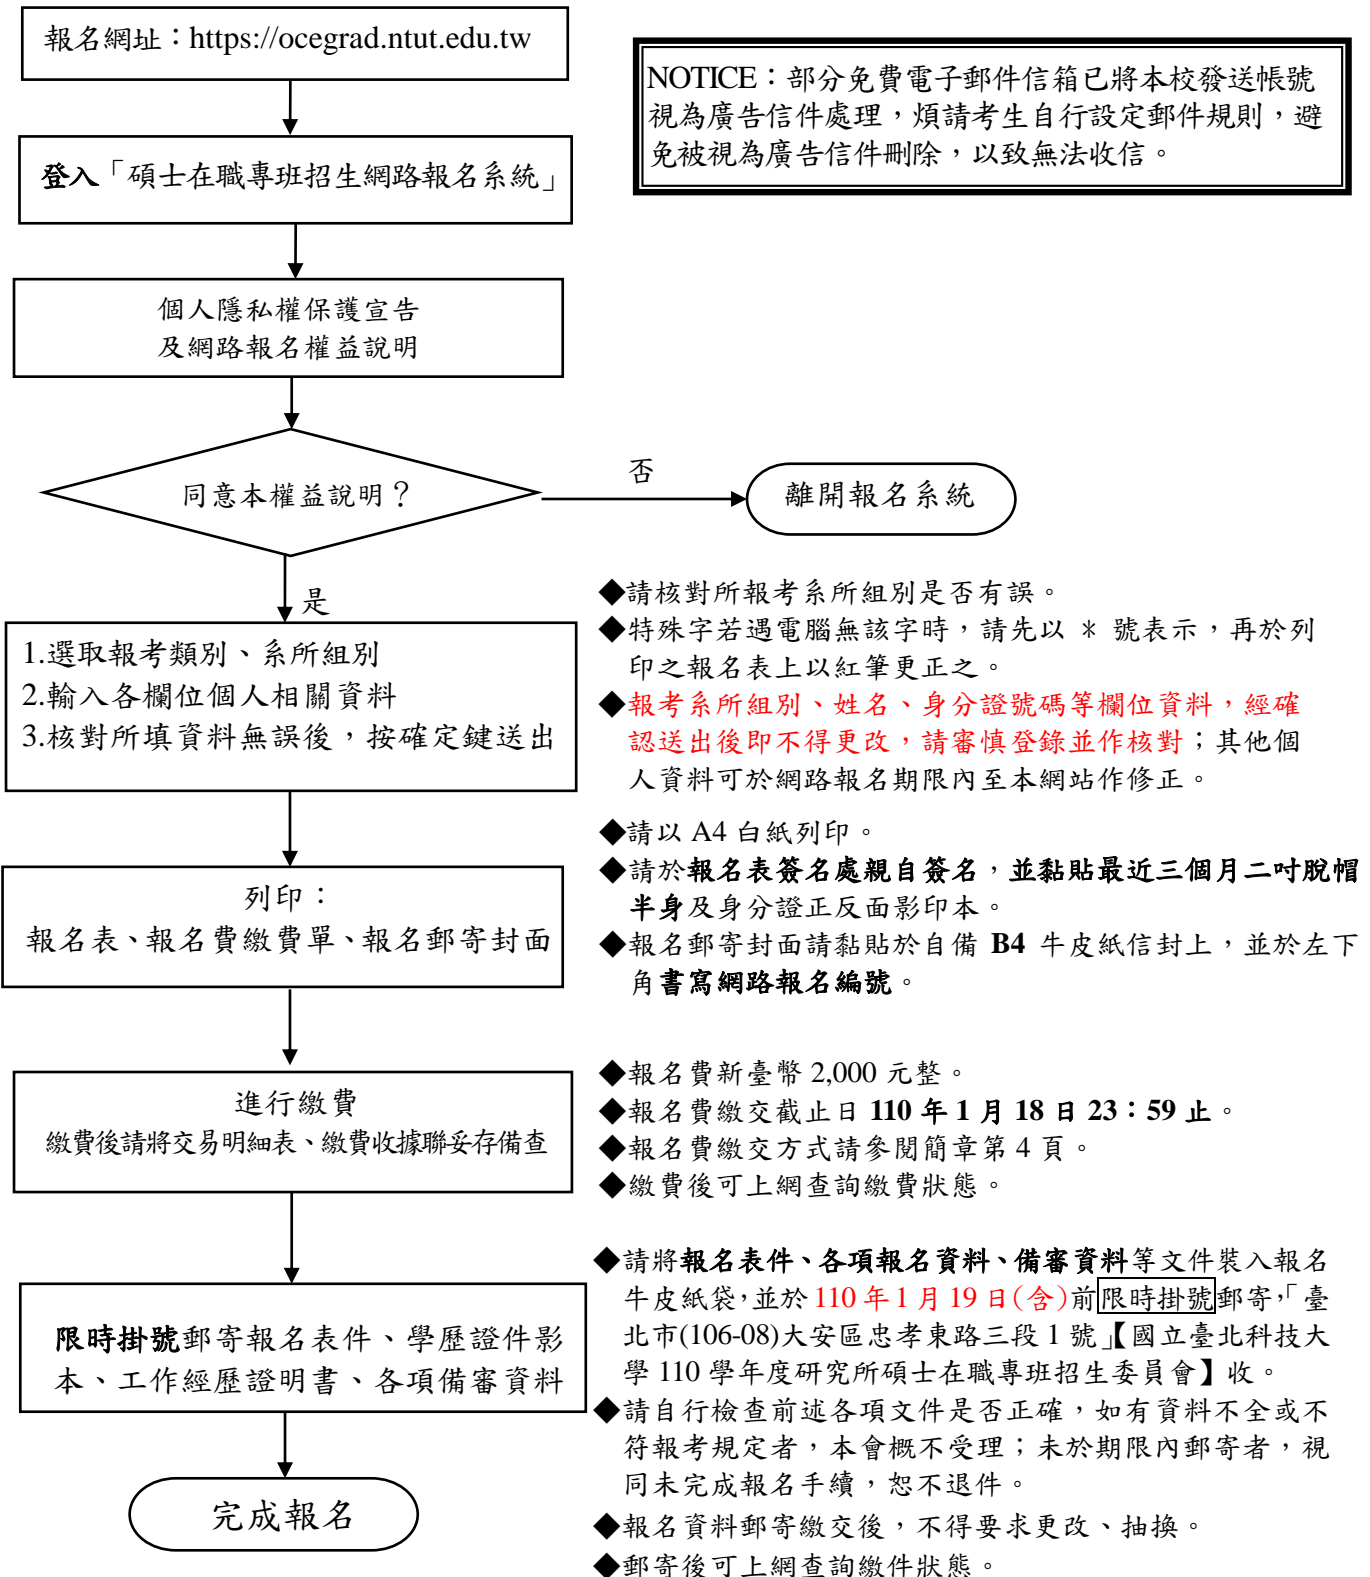 報名網址：https://ocegrad.ntut.edu.tw
NOTICE：部分免費電子郵件信箱已將本校發送帳號
視為廣告信件處理，煩請考生自行設定郵件規則，避
免被視為廣告信件刪除，以致無法收信。
登入「碩士在職專班招生網路報名系統」
個人隱私權保護宣告
及網路報名權益說明
同意本權益說明？
否
離開報名系統
是
1.選取報考類別、系所組別
2.輸入各欄位個人相關資料
3.核對所填資料無誤後，按確定鍵送出
◆請核對所報考系所組別是否有誤。
◆特殊字若遇電腦無該字時，請先以 * 號表示，再於列
印之報名表上以紅筆更正之。
◆報考系所組別、姓名、身分證號碼等欄位資料，經確
認送出後即不得更改，請審慎登錄並作核對；其他個
人資料可於網路報名期限內至本網站作修正。
列印：
報名表、報名費繳費單、報名郵寄封面
◆請以 A4 白紙列印。
◆請於報名表簽名處親自簽名，並黏貼最近三個月二吋脫帽
半身及身分證正反面影印本。
◆報名郵寄封面請黏貼於自備 B4 牛皮紙信封上，並於左下
角書寫網路報名編號。
進行繳費
繳費後請將交易明細表、繳費收據聯妥存備查
◆報名費新臺幣 2,000 元整。
◆報名費繳交截止日 110 年 1 月 18 日 23：59 止。
◆報名費繳交方式請參閱簡章第 4 頁。
◆繳費後可上網查詢繳費狀態。
限時掛號郵寄報名表件、學歷證件影
本、工作經歷證明書、各項備審資料
◆請將報名表件、各項報名資料、備審資料等文件裝入報名
牛皮紙袋，並於 110 年 1 月 19 日(含)前限時掛號郵寄，「臺
北市(106-08)大安區忠孝東路三段 1 號」【國立臺北科技大
學 110 學年度研究所碩士在職專班招生委員會】收。
◆請自行檢查前述各項文件是否正確，如有資料不全或不
符報考規定者，本會概不受理；未於期限內郵寄者，視
同未完成報名手續，恕不退件。
◆報名資料郵寄繳交後，不得要求更改、抽換。
◆郵寄後可上網查詢繳件狀態。
完成報名